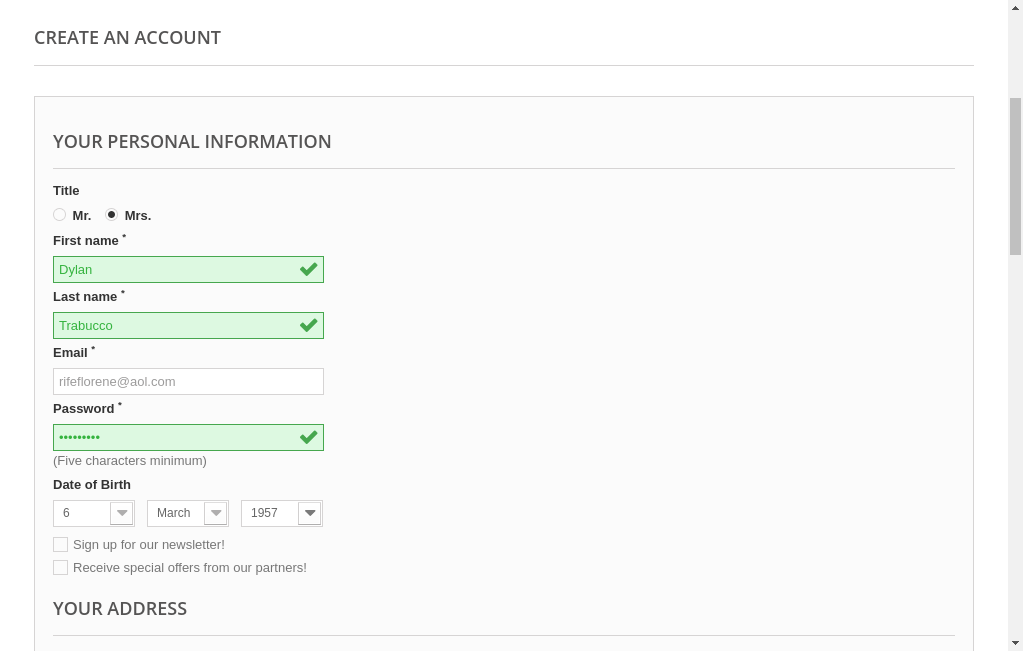 CREATE AN ACCOUNT
YOUR PERSONAL INFORMATION
Title
Mr. Mrs.
First name *
Dylan
Last name *
Trabucco
Email *
rifeflorene@aol.com
Password *
•••••••••
(Five characters minimum)
Date of Birth
6 March 1957
Sign up for our newsletter!
Receive special offers from our partners!
YOUR ADDRESS